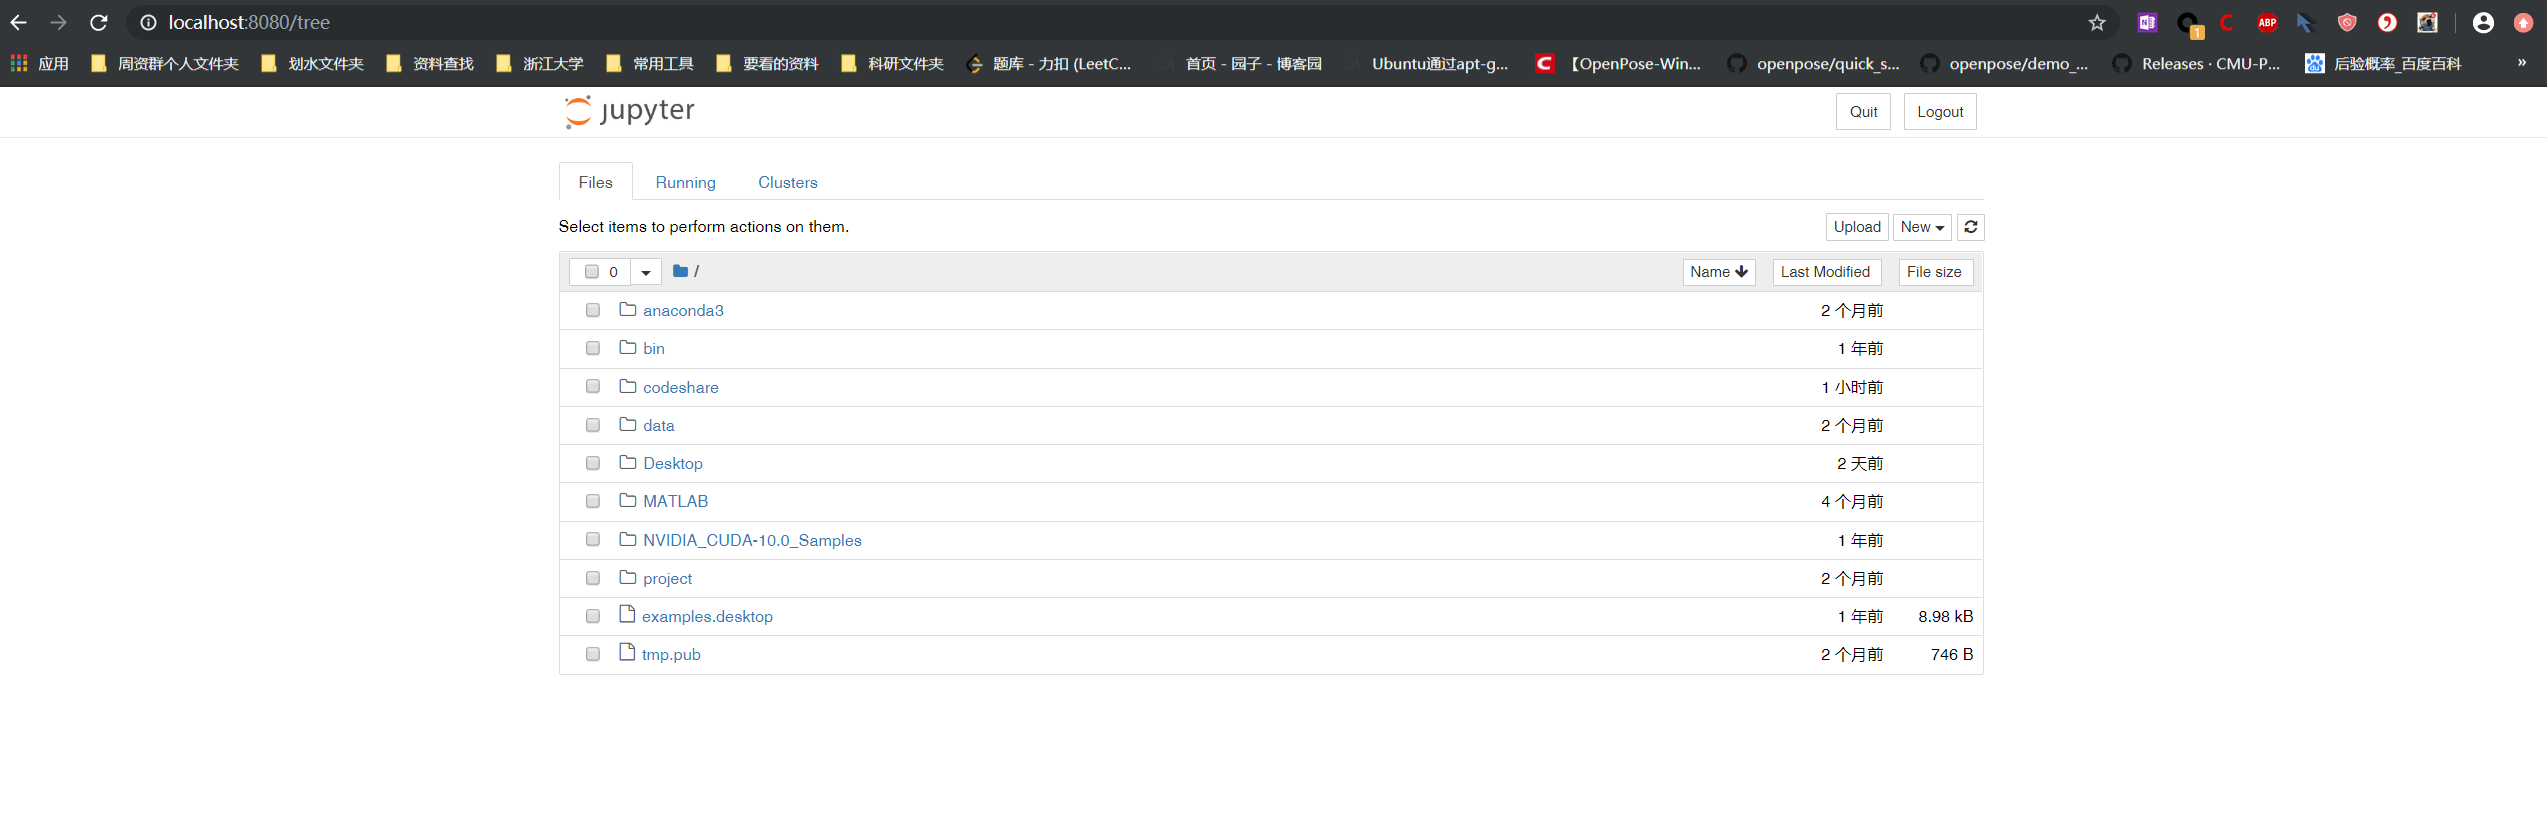 localhost:8080/tree
1
ABP
应用 周资群个人文件夹 划水文件夹 资料查找 浙江大学 常用工具 要看的资料 科研文件夹 题库 - 力扣 (LeetC... 首页 - 园子 - 博客园 Ubuntu通过apt-g... 【OpenPose-Win... openpose/quick_s... openpose/demo_... Releases · CMU-P... 后验概率_百度百科 »
jupyter Quit Logout
Files Running Clusters
Select items to perform actions on them. Upload New
0 / Name Last Modified File size
anaconda3 2 个月前
bin 1 年前
codeshare 1 小时前
data 2 个月前
Desktop 2 天前
MATLAB 4 个月前
NVIDIA_CUDA-10.0_Samples 1 年前
project 2 个月前
examples.desktop 1 年前 8.98 kB
tmp.pub 2 个月前 746 B